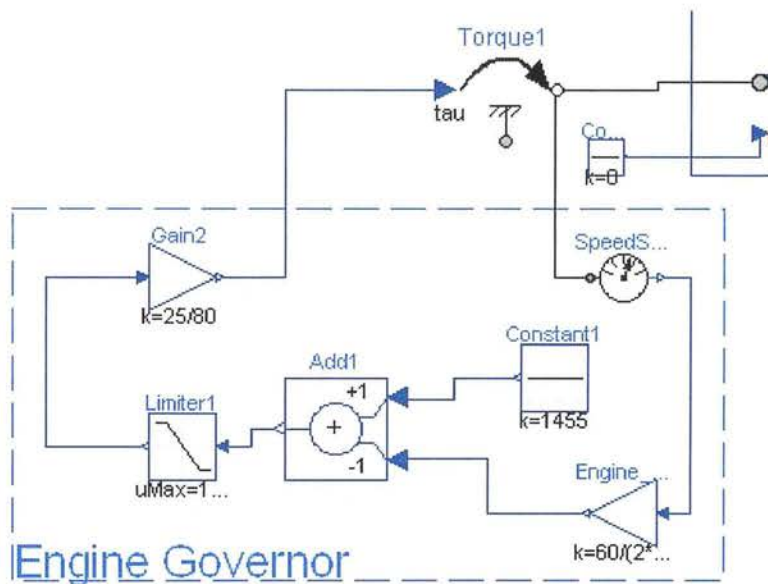 Torque1
tau
Co...
k=0
Gain2
k=25/80
SpeedS...
Constant1
k=1455
Add1
+1
+
-1
Limiter1
uMax=1...
Engine_...
k=60/(2*...
Engine Governor